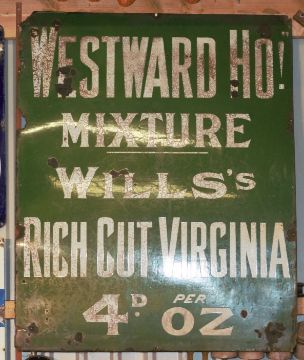 WESTWARD HO!
MIXTURE
WILLS'S
RICH CUT VIRGINIA
4D. PER OZ